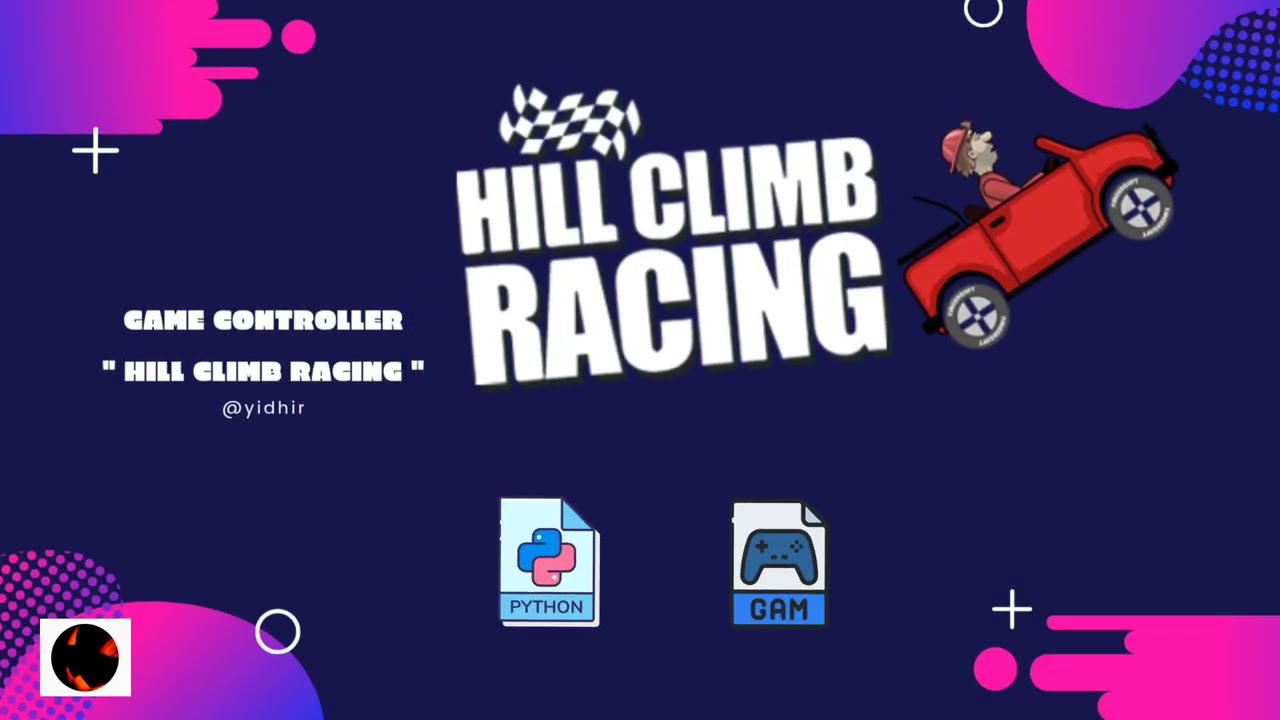 HILL CLIMB
RACING
GAME CONTROLLER
" HILL CLIMB RACING "
@yidhir
PYTHON
GAM